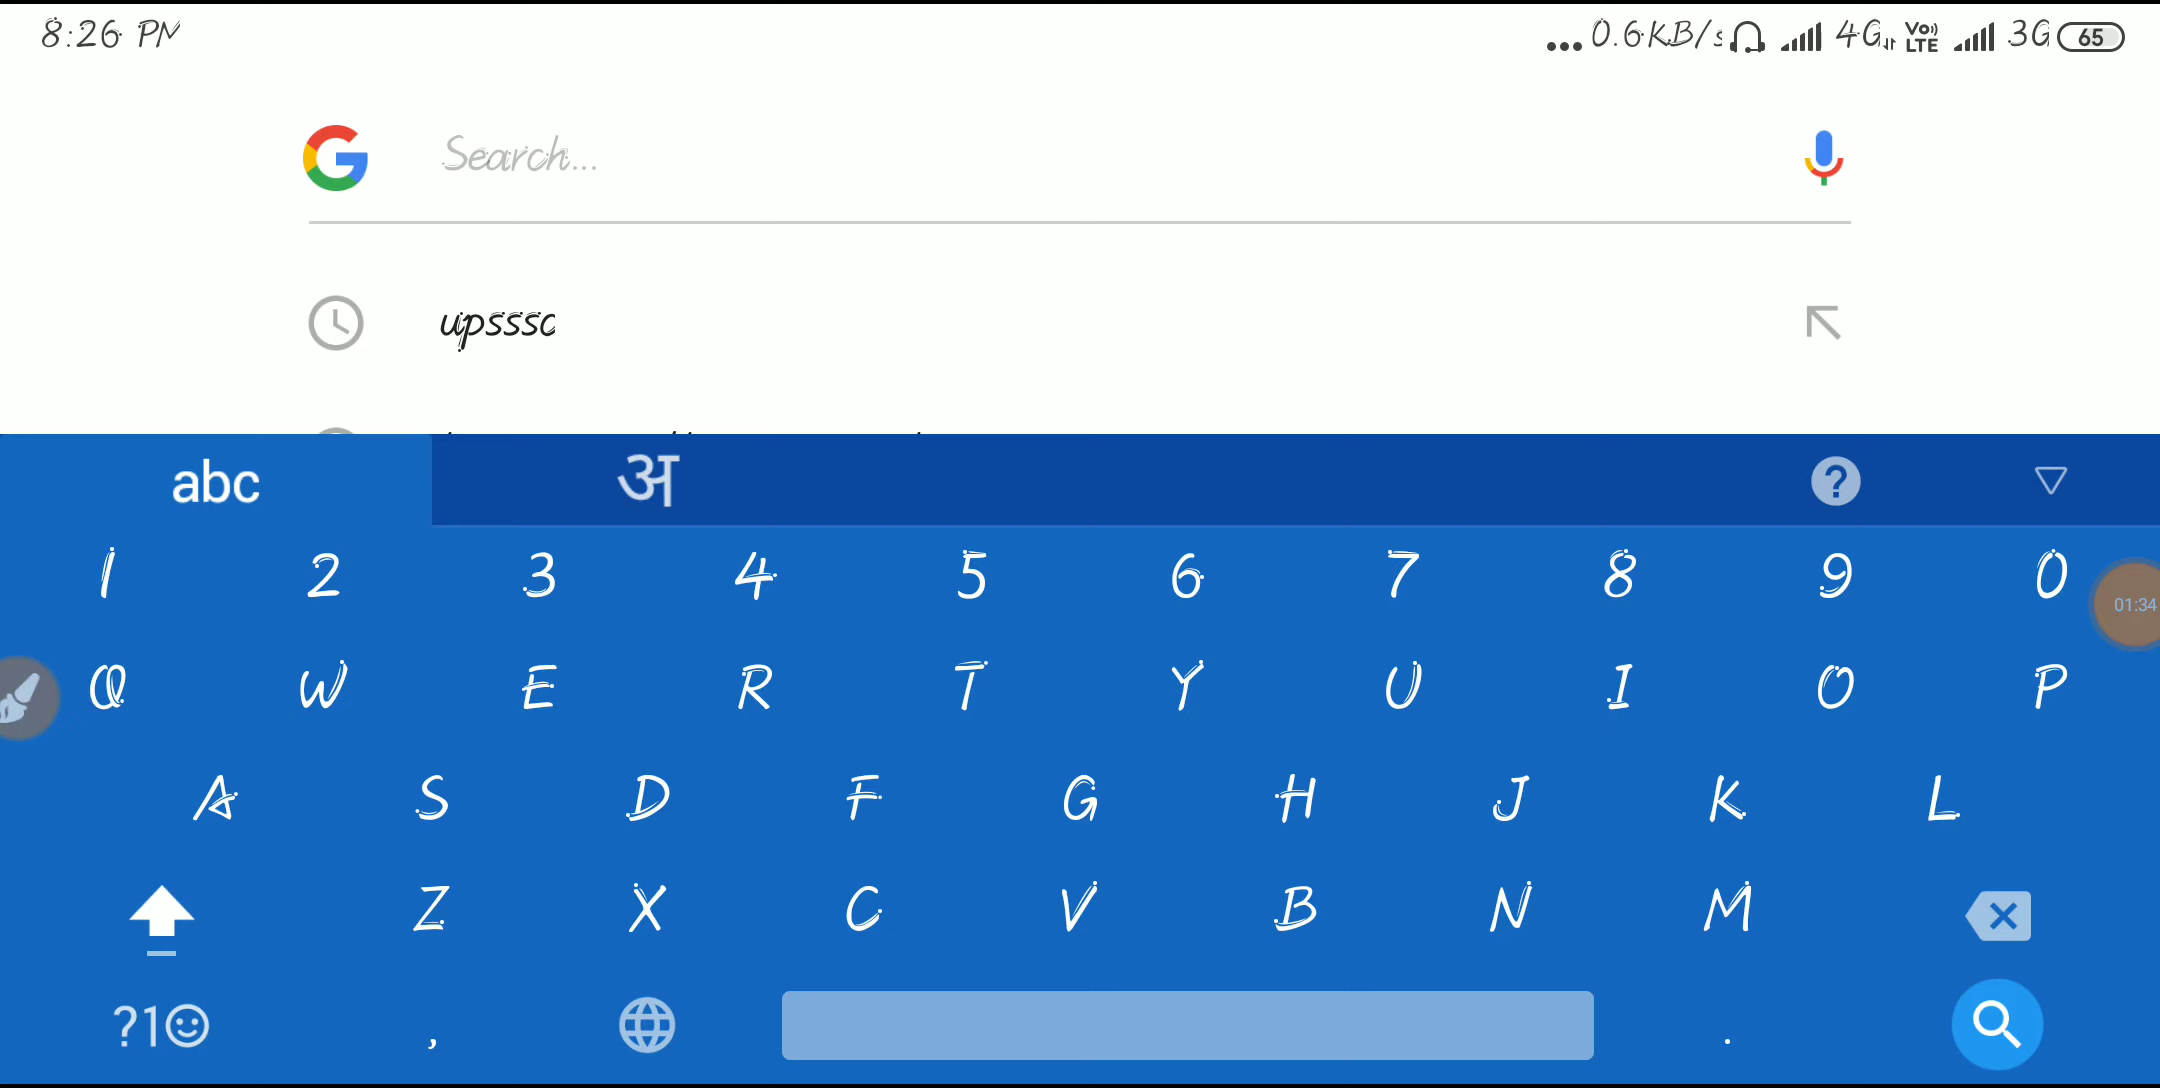 8:26 PM ... 0.6KB/s 4G VoLTE 3G 65
Search...
upsssc
abc अ ?
1 2 3 4 5 6 7 8 9 0
01:34
Q W E R T Y U I O P
A S D F G H J K L
Z X C V B N M
?1☺ , .